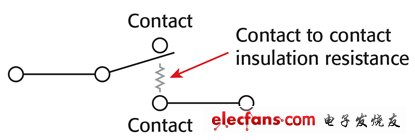 Contact
Contact to contact
insulation resistance
Contact
elecfans.com 电子发烧友